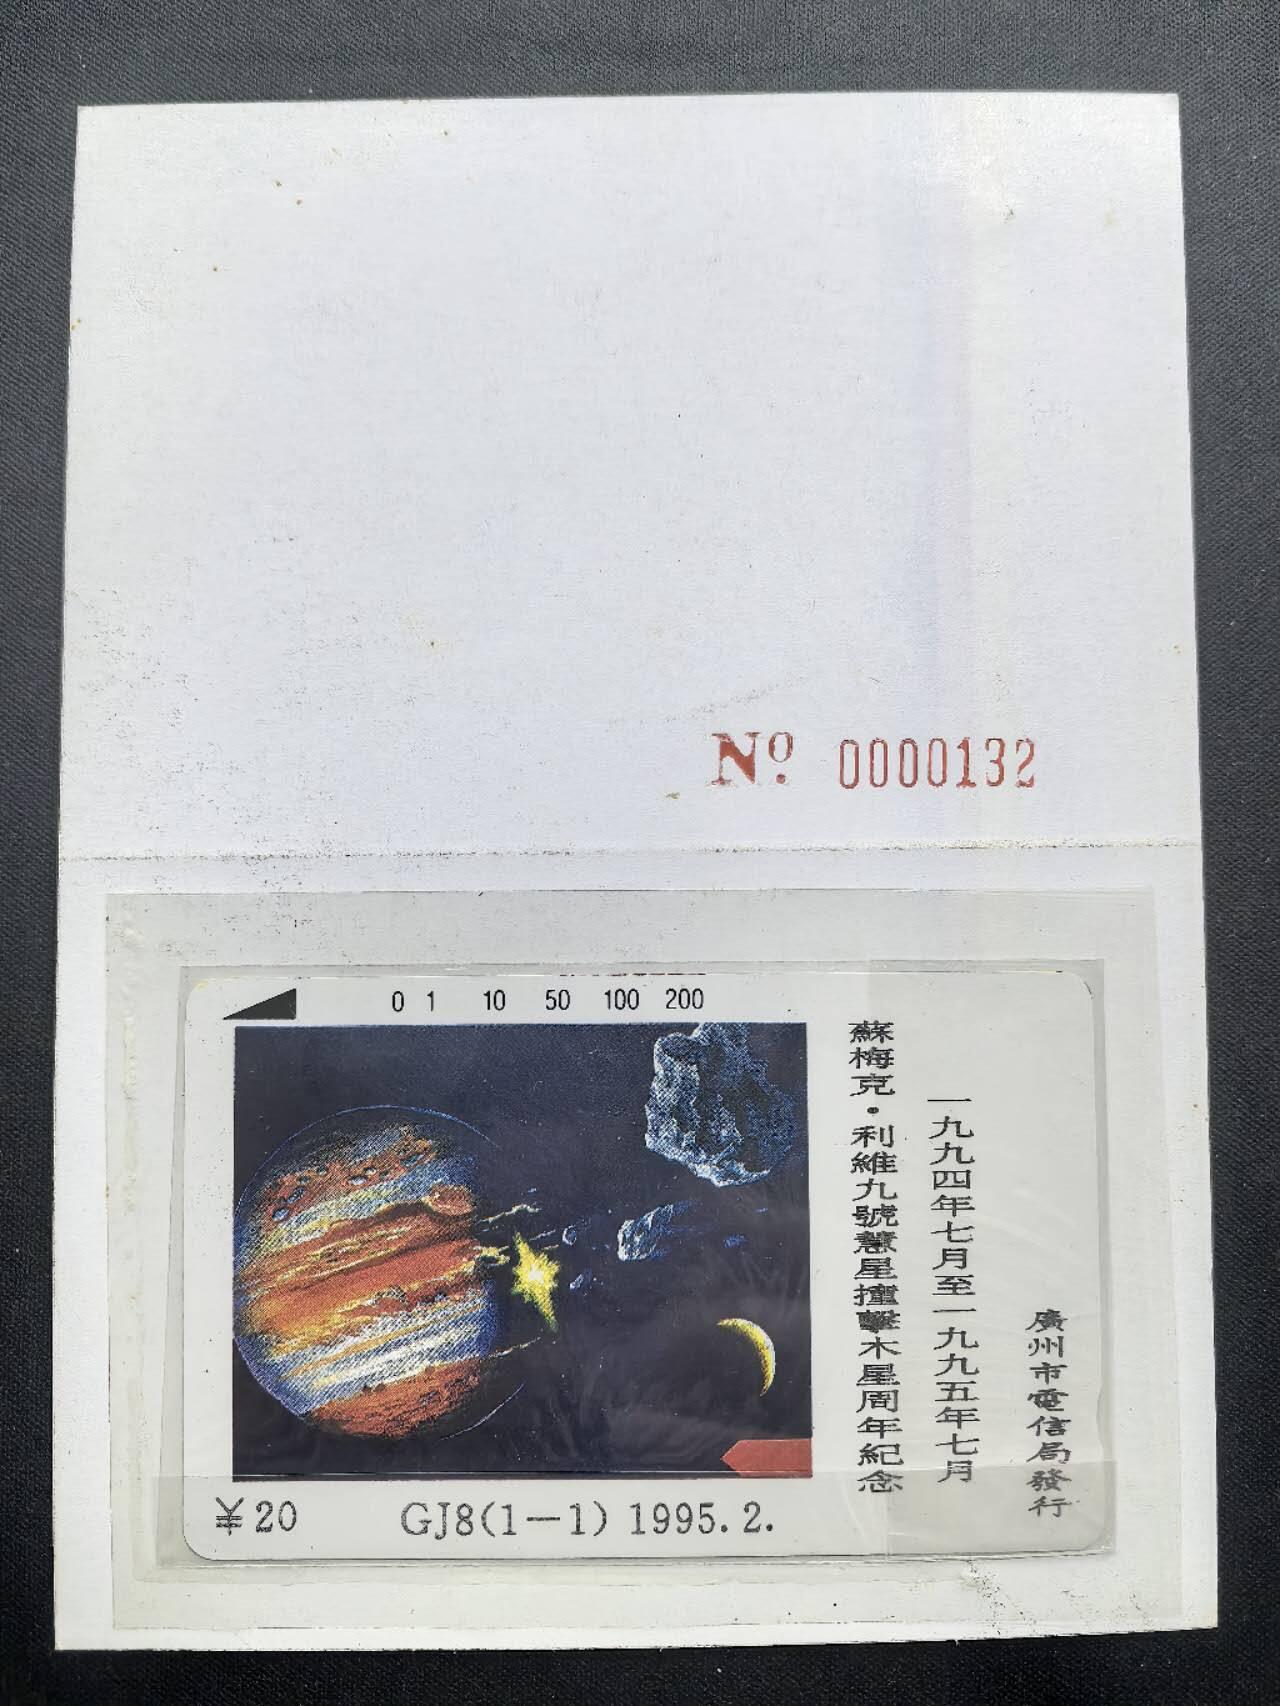 Nº 0000132
0 1 10 50 100 200
蘇梅克·利維九號慧星撞擊木星周年紀念
一九九四年七月至一九九五年七月
廣州市電信局發行
¥20 GJ8(1-1) 1995.2.